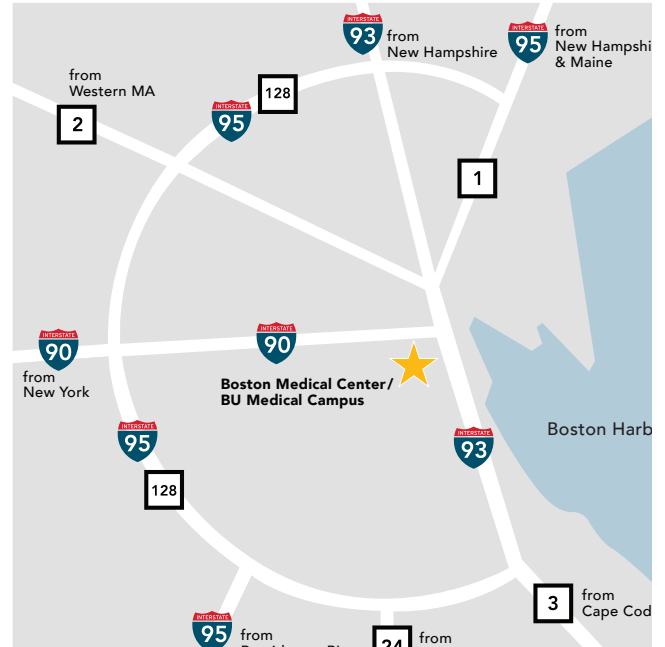 INTERSTATE
93
from
New Hampshire
INTERSTATE
95
from
New Hampshi
& Maine
from
Western MA
2
128
INTERSTATE
95
1
INTERSTATE
90
from
New York
INTERSTATE
90
Boston Medical Center/
BU Medical Campus
Boston Harb
INTERSTATE
95
INTERSTATE
93
128
3
from
Cape Cod
INTERSTATE
95
from
24
from